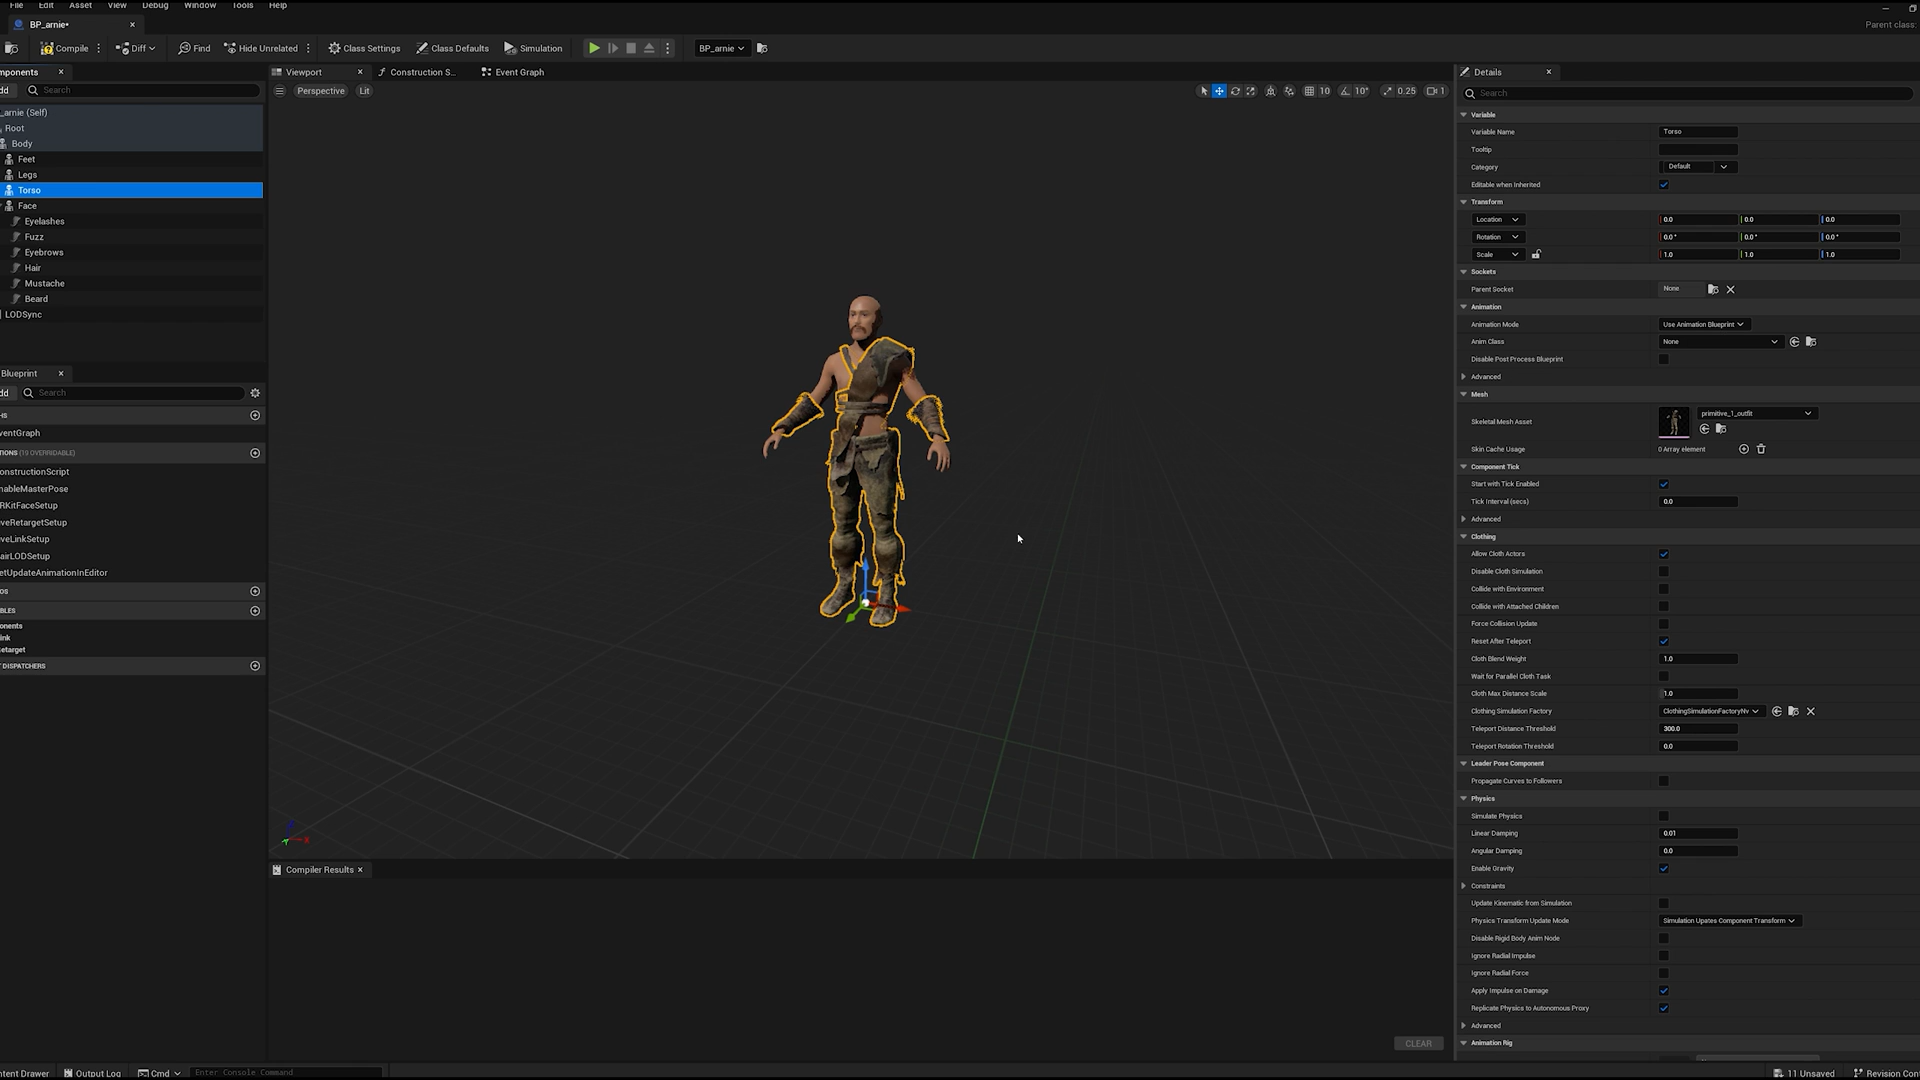 File Edit Asset View Debug Window Tools Help
BP_arnie•
Parent class:
Compile Diff Find Hide Unrelated Class Settings Class Defaults Simulation BP_arnie
mponents
dd Search
_arnie (Self)
Root
Body
Feet
Legs
Torso
Face
Eyelashes
Fuzz
Eyebrows
Hair
Mustache
Beard
LODSync
Blueprint
dd Search
HS
ventGraph
TIONS (19 OVERRIDABLE)
onstructionScript
nableMasterPose
RKitFaceSetup
veRetargetSetup
veLinkSetup
airLODSetup
etUpdateAnimationInEditor
OS
BLES
onents
ink
etarget
T DISPATCHERS
Viewport Construction S... Event Graph
Perspective Lit 10 10° 0.25 1
Compiler Results
CLEAR
Details
Search
Variable
Variable Name Torso
Tooltip
Category Default
Editable when Inherited
Transform
Location 0.0 0.0 0.0
Rotation 0.0° 0.0° 0.0°
Scale 1.0 1.0 1.0
Sockets
Parent Socket None
Animation
Animation Mode Use Animation Blueprint
Anim Class None
Disable Post Process Blueprint
Advanced
Mesh
Skeletal Mesh Asset primitive_1_outfit
Skin Cache Usage 0 Array element
Component Tick
Start with Tick Enabled
Tick Interval (secs) 0.0
Advanced
Clothing
Allow Cloth Actors
Disable Cloth Simulation
Collide with Environment
Collide with Attached Children
Force Collision Update
Reset After Teleport
Cloth Blend Weight 1.0
Wait for Parallel Cloth Task
Cloth Max Distance Scale 1.0
Clothing Simulation Factory ClothingSimulationFactoryNv
Teleport Distance Threshold 300.0
Teleport Rotation Threshold 0.0
Leader Pose Component
Propagate Curves to Followers
Physics
Simulate Physics
Linear Damping 0.01
Angular Damping 0.0
Enable Gravity
Constraints
Update Kinematic from Simulation
Physics Transform Update Mode Simulation Upates Component Transform
Disable Rigid Body Anim Node
Ignore Radial Impulse
Ignore Radial Force
Apply Impulse on Damage
Replicate Physics to Autonomous Proxy
Advanced
Animation Rig
ntent Drawer Output Log Cmd Enter Console Command 11 Unsaved Revision Con